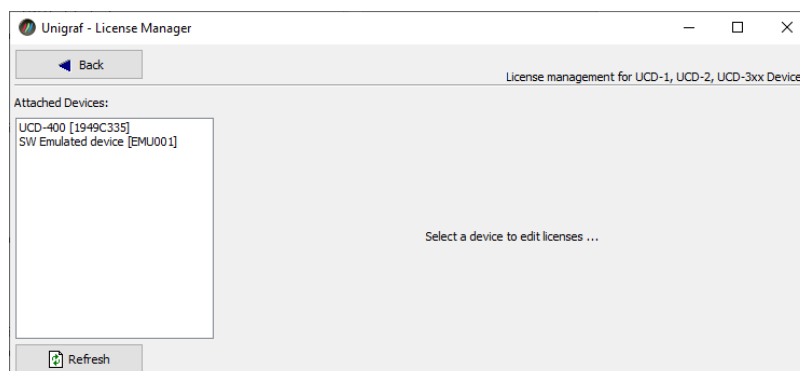 Unigraf - License Manager
Back
License management for UCD-1, UCD-2, UCD-3xx Device
Attached Devices:
UCD-400 [1949C335]
SW Emulated device [EMU001]
Select a device to edit licenses ...
Refresh